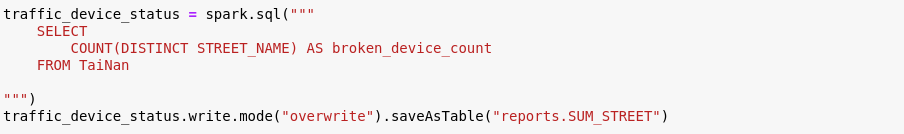 traffic_device_status = spark.sql("""
    SELECT
        COUNT(DISTINCT STREET_NAME) AS broken_device_count
    FROM TaiNan

""")
traffic_device_status.write.mode("overwrite").saveAsTable("reports.SUM_STREET")